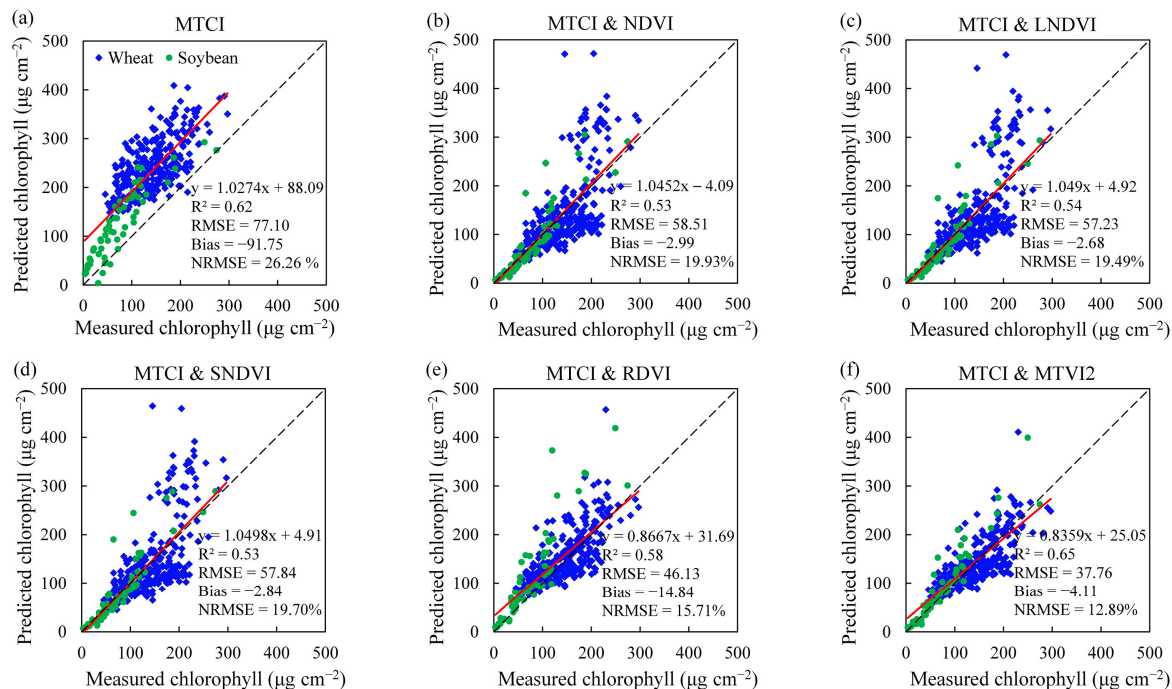 (a)
MTCI
Predicted chlorophyll (µg cm⁻²)
500
400
300
200
100
0
Wheat
Soybean
y = 1.0274x + 88.09
R² = 0.62
RMSE = 77.10
Bias = −91.75
NRMSE = 26.26 %
0 100 200 300 400 500
Measured chlorophyll (µg cm⁻²)
(b)
MTCI & NDVI
Predicted chlorophyll (µg cm⁻²)
500
400
300
200
100
0
y = 1.0452x − 4.09
R² = 0.53
RMSE = 58.51
Bias = −2.99
NRMSE = 19.93%
0 100 200 300 400 500
Measured chlorophyll (µg cm⁻²)
(c)
MTCI & LNDVI
Predicted chlorophyll (µg cm⁻²)
500
400
300
200
100
0
y = 1.049x + 4.92
R² = 0.54
RMSE = 57.23
Bias = −2.68
NRMSE = 19.49%
0 100 200 300 400 500
Measured chlorophyll (µg cm⁻²)
(d)
MTCI & SNDVI
Predicted chlorophyll (µg cm⁻²)
500
400
300
200
100
0
y = 1.0498x + 4.91
R² = 0.53
RMSE = 57.84
Bias = −2.84
NRMSE = 19.70%
0 100 200 300 400 500
Measured chlorophyll (µg cm⁻²)
(e)
MTCI & RDVI
Predicted chlorophyll (µg cm⁻²)
500
400
300
200
100
0
y = 0.8667x + 31.69
R² = 0.58
RMSE = 46.13
Bias = −14.84
NRMSE = 15.71%
0 100 200 300 400 500
Measured chlorophyll (µg cm⁻²)
(f)
MTCI & MTVI2
Predicted chlorophyll (µg cm⁻²)
500
400
300
200
100
0
y = 0.8359x + 25.05
R² = 0.65
RMSE = 37.76
Bias = −4.11
NRMSE = 12.89%
0 100 200 300 400 500
Measured chlorophyll (µg cm⁻²)